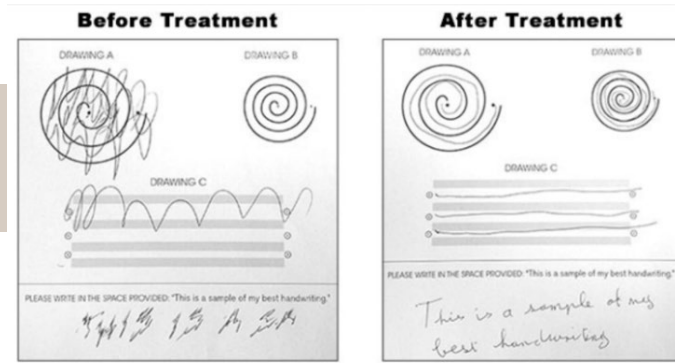 Before Treatment
DRAWING A
DRAWING B
DRAWING C
PLEASE WRITE IN THE SPACE PROVIDED: "This is a sample of my best handwriting."
After Treatment
DRAWING A
DRAWING B
DRAWING C
PLEASE WRITE IN THE SPACE PROVIDED: "This is a sample of my best handwriting."
This is a sample of my
best handwriting